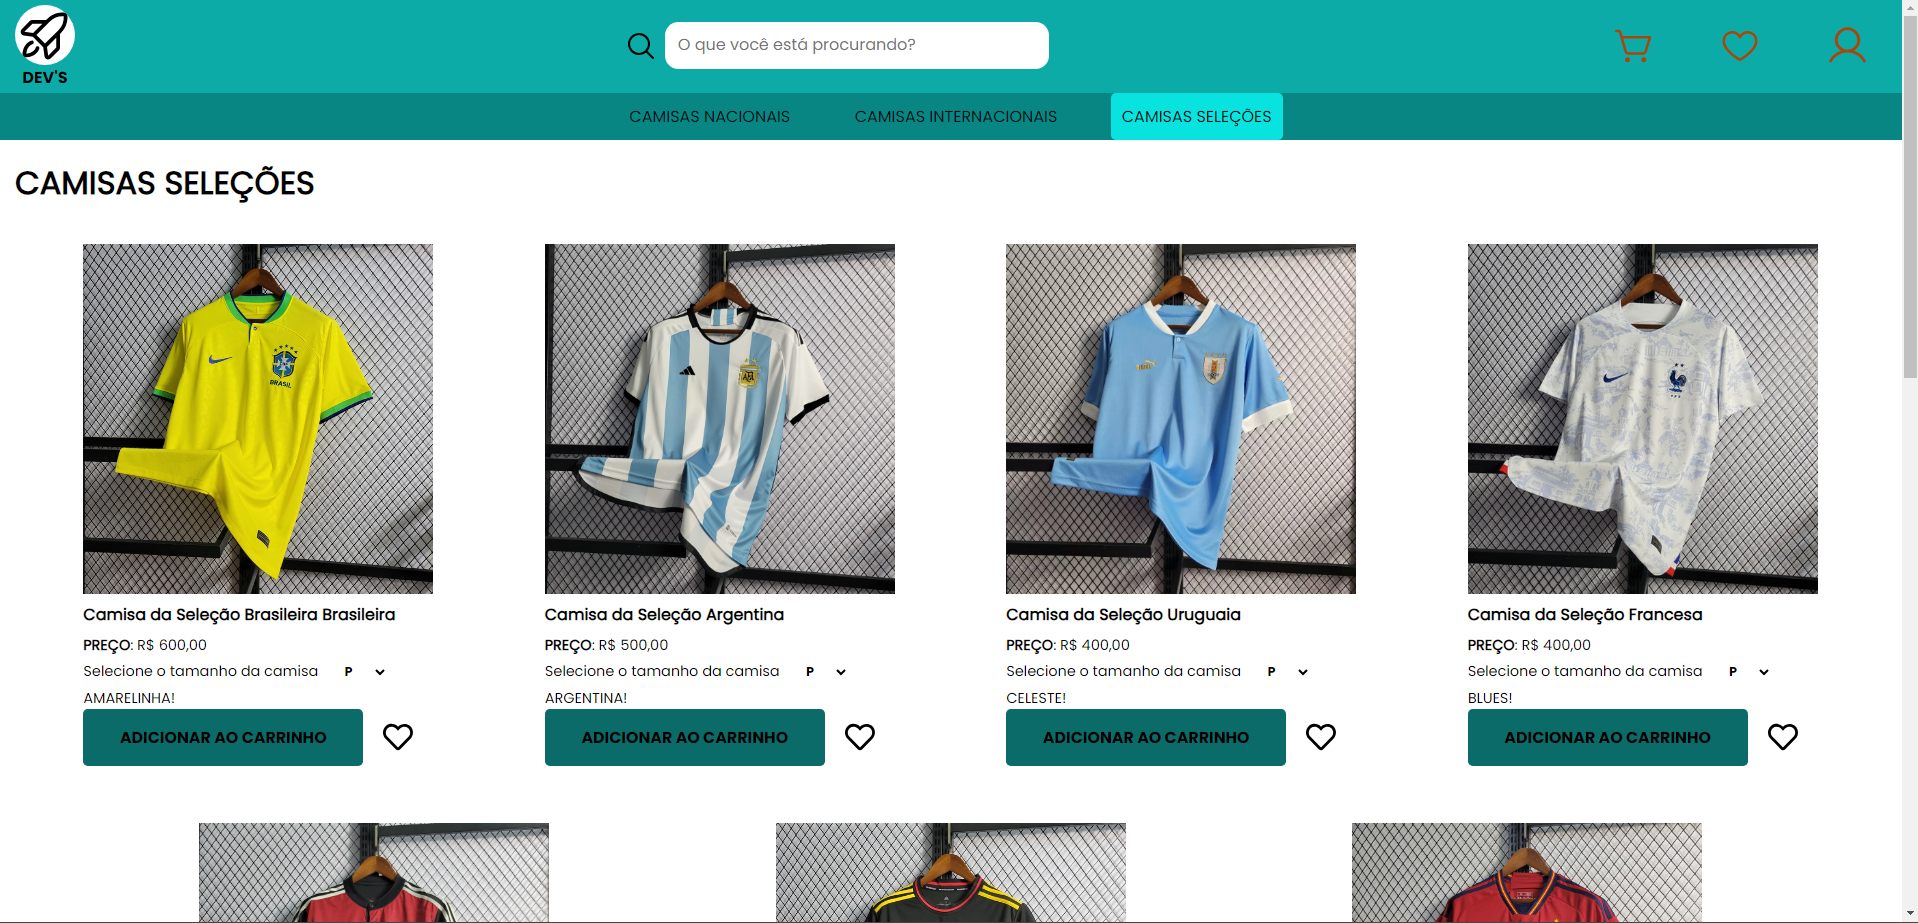 DEV'S
O que você está procurando?
CAMISAS NACIONAIS
CAMISAS INTERNACIONAIS
CAMISAS SELEÇÕES
CAMISAS SELEÇÕES
BRASIL
AFA
Camisa da Seleção Brasileira Brasileira
PREÇO: R$ 600,00
Selecione o tamanho da camisa P
AMARELINHA!
ADICIONAR AO CARRINHO
Camisa da Seleção Argentina
PREÇO: R$ 500,00
Selecione o tamanho da camisa P
ARGENTINA!
ADICIONAR AO CARRINHO
Camisa da Seleção Uruguaia
PREÇO: R$ 400,00
Selecione o tamanho da camisa P
CELESTE!
ADICIONAR AO CARRINHO
Camisa da Seleção Francesa
PREÇO: R$ 400,00
Selecione o tamanho da camisa P
BLUES!
ADICIONAR AO CARRINHO